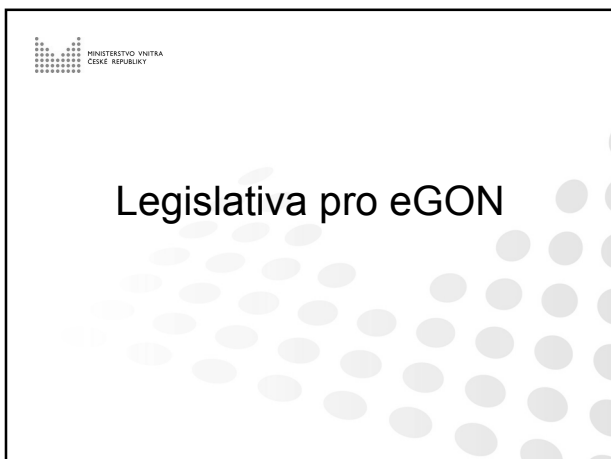 MINISTERSTVO VNITRA
ČESKÉ REPUBLIKY
Legislativa pro eGON